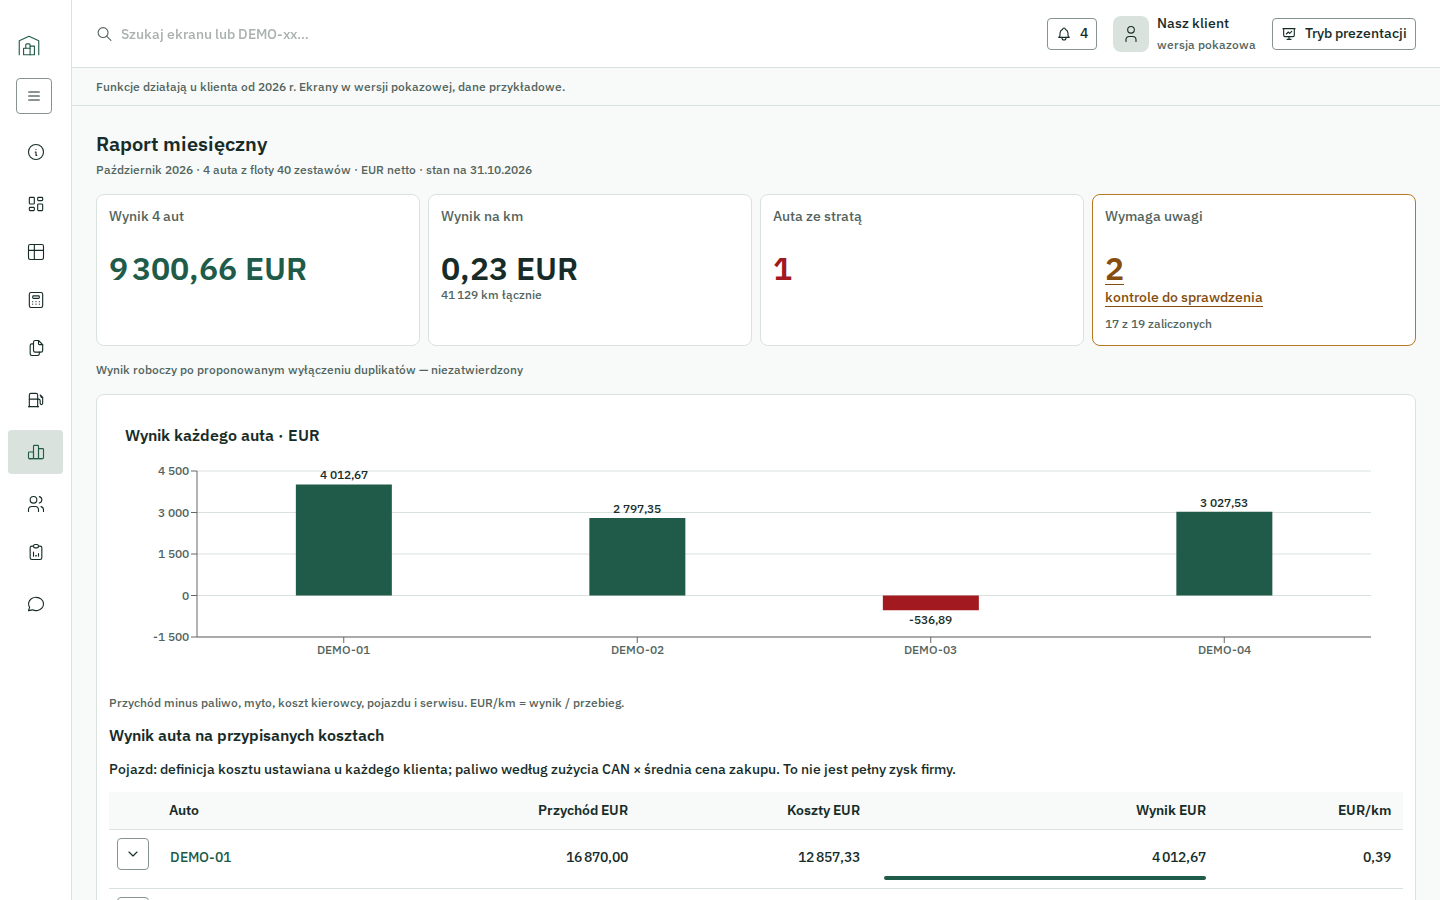 Szukaj ekranu lub DEMO-xx...
4
Nasz klient
wersja pokazowa
Tryb prezentacji
Funkcje działają u klienta od 2026 r. Ekrany w wersji pokazowej, dane przykładowe.
Raport miesięczny
Październik 2026 · 4 auta z floty 40 zestawów · EUR netto · stan na 31.10.2026
Wynik 4 aut
9 300,66 EUR
Wynik na km
0,23 EUR
41 129 km łącznie
Auta ze stratą
1
Wymaga uwagi
2
kontrole do sprawdzenia
17 z 19 zaliczonych
Wynik roboczy po proponowanym wyłączeniu duplikatów — niezatwierdzony
Wynik każdego auta · EUR
4 500
3 000
1 500
0
-1 500
4 012,67
2 797,35
-536,89
3 027,53
DEMO-01
DEMO-02
DEMO-03
DEMO-04
Przychód minus paliwo, myto, koszt kierowcy, pojazdu i serwisu. EUR/km = wynik / przebieg.
Wynik auta na przypisanych kosztach
Pojazd: definicja kosztu ustawiana u każdego klienta; paliwo według zużycia CAN × średnia cena zakupu. To nie jest pełny zysk firmy.
Auto Przychód EUR Koszty EUR Wynik EUR EUR/km
DEMO-01 16 870,00 12 857,33 4 012,67 0,39